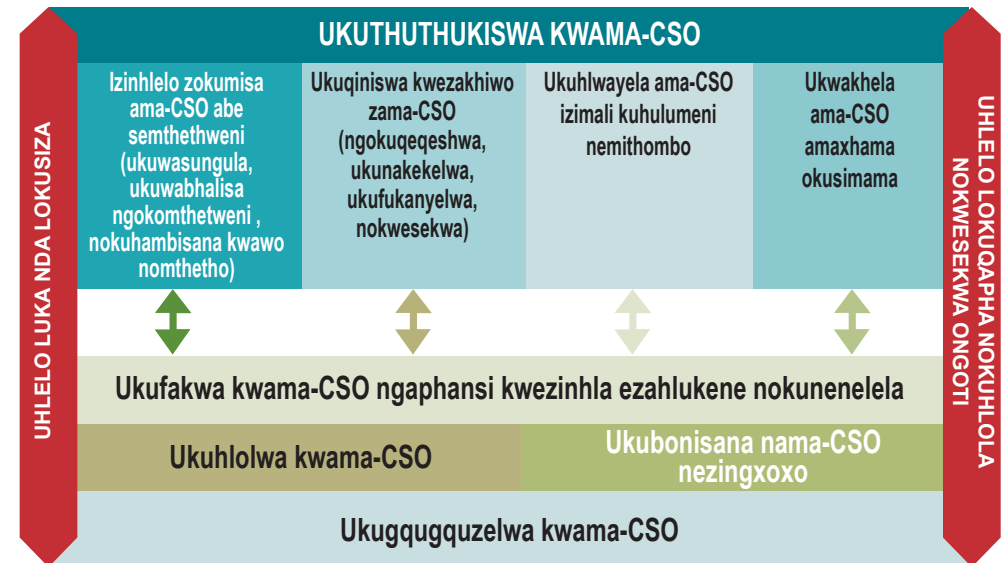 UKUTHUTHUKISWA KWAMA-CSO
Izinhlelo zokumisa
ama-CSO abe
semthethweni
(ukuwasungula,
ukuwabhalisa
ngokomthetweni ,
nokuhambisana kwawo
nomthetho)
Ukuqiniswa kwezakhiwo
zama-CSO
(ngokuqeqeshwa,
ukunakekelwa,
ukufukanyelwa,
nokwesekwa)
Ukuhlwayela ama-CSO
izimali kuhulumeni
nemithombo
Ukwakhela
ama-CSO
amaxhama
okusimama
Ukufakwa kwama-CSO ngaphansi kwezinhla ezahlukene nokunenelela
Ukuhlolwa kwama-CSO
Ukubonisana nama-CSO
nezingxoxo
Ukugqugquzelwa kwama-CSO
UHLELO LUKA NDA LOKUSIZA
UHLELO LOKUQAPHA NOKUHLOLA
NOKWESEKWA ONGOTI